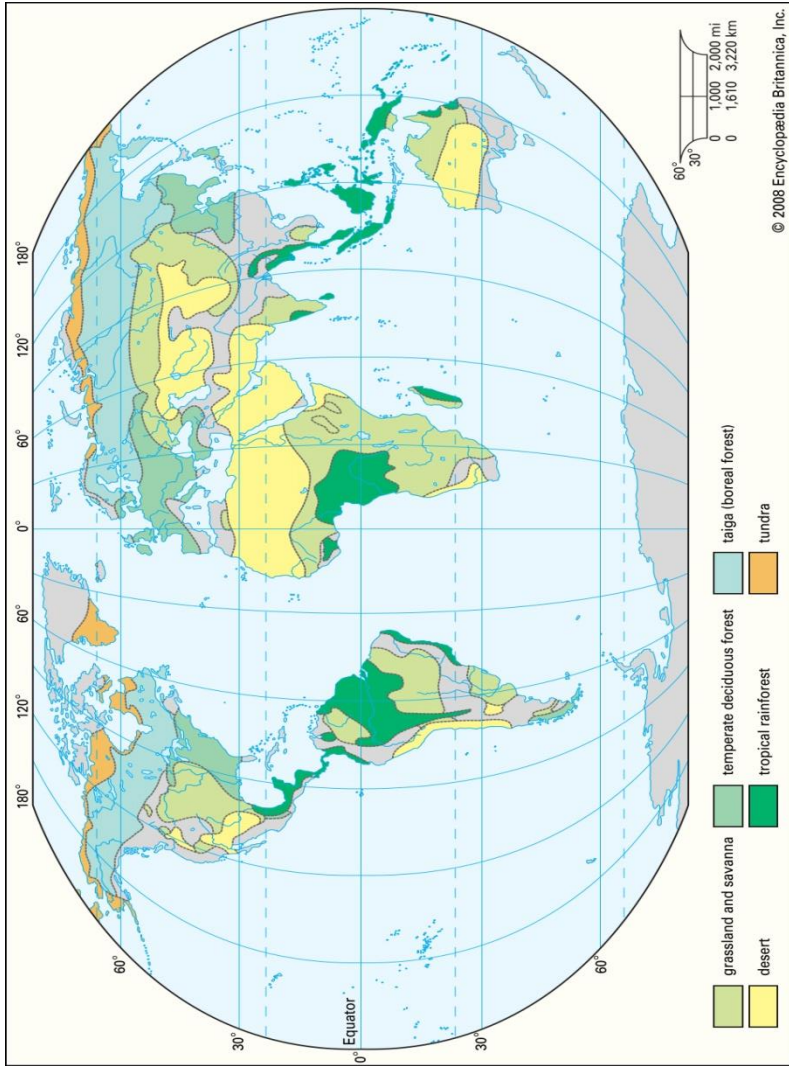 180° 120° 60° 0° 60° 120° 180°
60°
30°
Equator
0°
30°
60°
grassland and savanna
desert
temperate deciduous forest
tropical rainforest
taiga (boreal forest)
tundra
60°
30°
0 1,000 2,000 mi
0 1,610 3,220 km
© 2008 Encyclopædia Britannica, Inc.